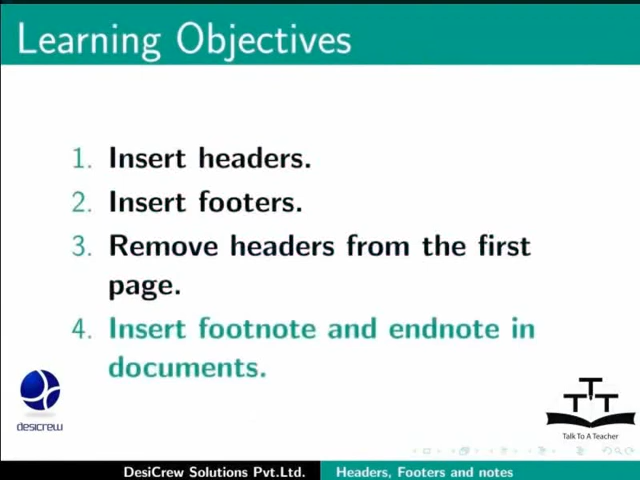 Learning Objectives
1. Insert headers.
2. Insert footers.
3. Remove headers from the first
page.
4. Insert footnote and endnote in
documents.
desicrew
TTT
Talk To A Teacher
DesiCrew Solutions Pvt.Ltd. Headers, Footers and notes